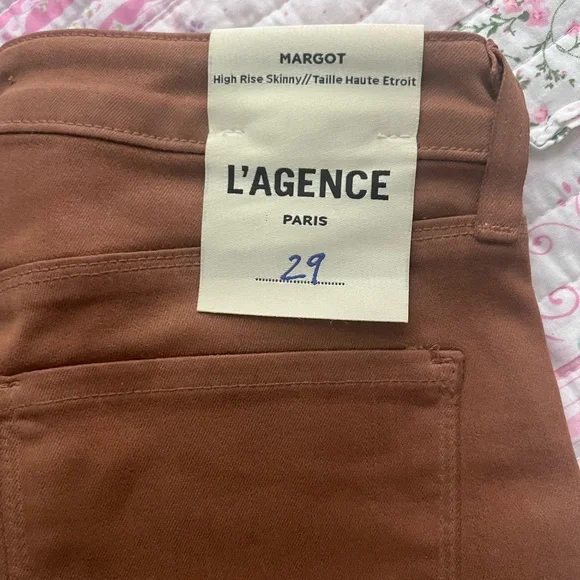 MARGOT
High Rise Skinny//Taille Haute Etroit
L'AGENCE
PARIS
29